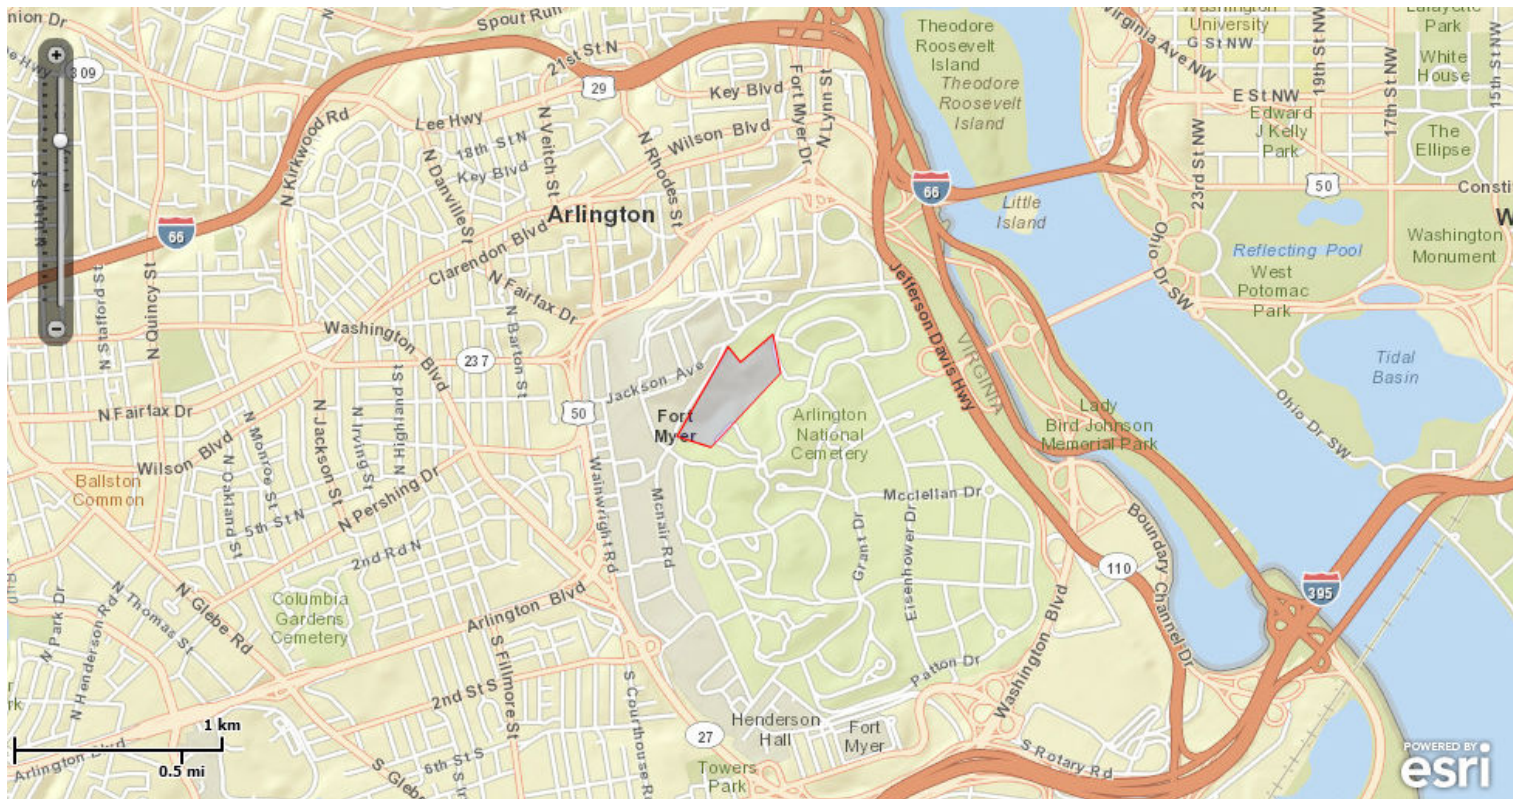 nion Dr
Spout Run
Theodore
Roosevelt
Island
Theodore
Roosevelt
Island
Virginia Ave NW
Washington
University
G St NW
19th St NW
17th St NW
Lafayette
Park
White
House
15th St NW
+
309
21st St N
29
Key Blvd
Fort Myer Dr
N Lynn St
E St NW
Edward
J Kelly
Park
The
Ellipse
N Kirkwood Rd
Lee Hwy
18th St N
Key Blvd
N Veitch St
N Rhodes St
Wilson Blvd
N Danville St
23rd St NW
50
Consti
66
Arlington
66
Little
Island
W
Ohio Dr SW
Reflecting Pool
West
Potomac
Park
Washington
Monument
Clarendon Blvd
N Fairfax Dr
N Stafford St
N Quincy St
Washington Blvd
N Barton St
237
Jefferson Davis Hwy
VIRGINIA
Tidal
Basin
−
Jackson Ave
N Fairfax Dr
50
Fort
Myer
Arlington
National
Cemetery
Lady
Bird Johnson
Memorial Park
Ohio Dr SW
Wilson Blvd
N Monroe St
N Oakland St
N Jackson St
N Irving St
N Highland St
N Pershing Dr
Ballston
Common
5th St N
2nd Rd N
Wainwright Rd
Mcnair Rd
Mcclellan Dr
Grant Dr
Eisenhower Dr
Boundary Channel Dr
110
395
N Park Dr
N Henderson Rd
N Thomas St
N Glebe Rd
Columbia
Gardens
Cemetery
Arlington Blvd
Washington Blvd
Patton Dr
2nd St S
S Fillmore St
S Courthouse Rd
1 km
0.5 mi
Arlington Blvd
Henderson
Hall
Fort
Myer
27
S Rotary Rd
6th St S
S Glebe
Towers
Park
POWERED BY
esri